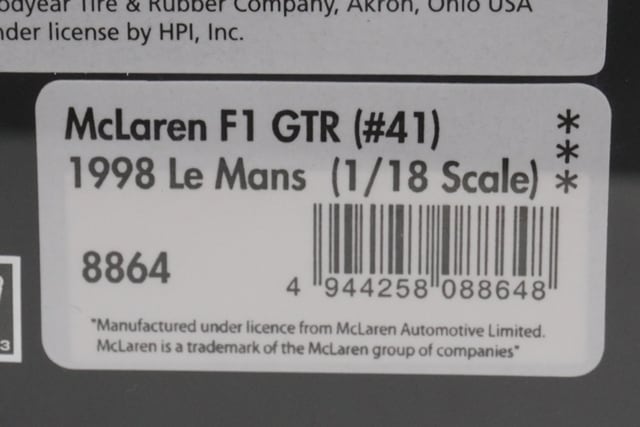 Tire & Rubber Company, Akron, Ohio USA
license by HPI, Inc.
McLaren F1 GTR (#41) *
1998 Le Mans (1/18 Scale) * *
8864
4 944258 088648
"Manufactured under licence from McLaren Automotive Limited.
McLaren is a trademark of the McLaren group of companies"
3